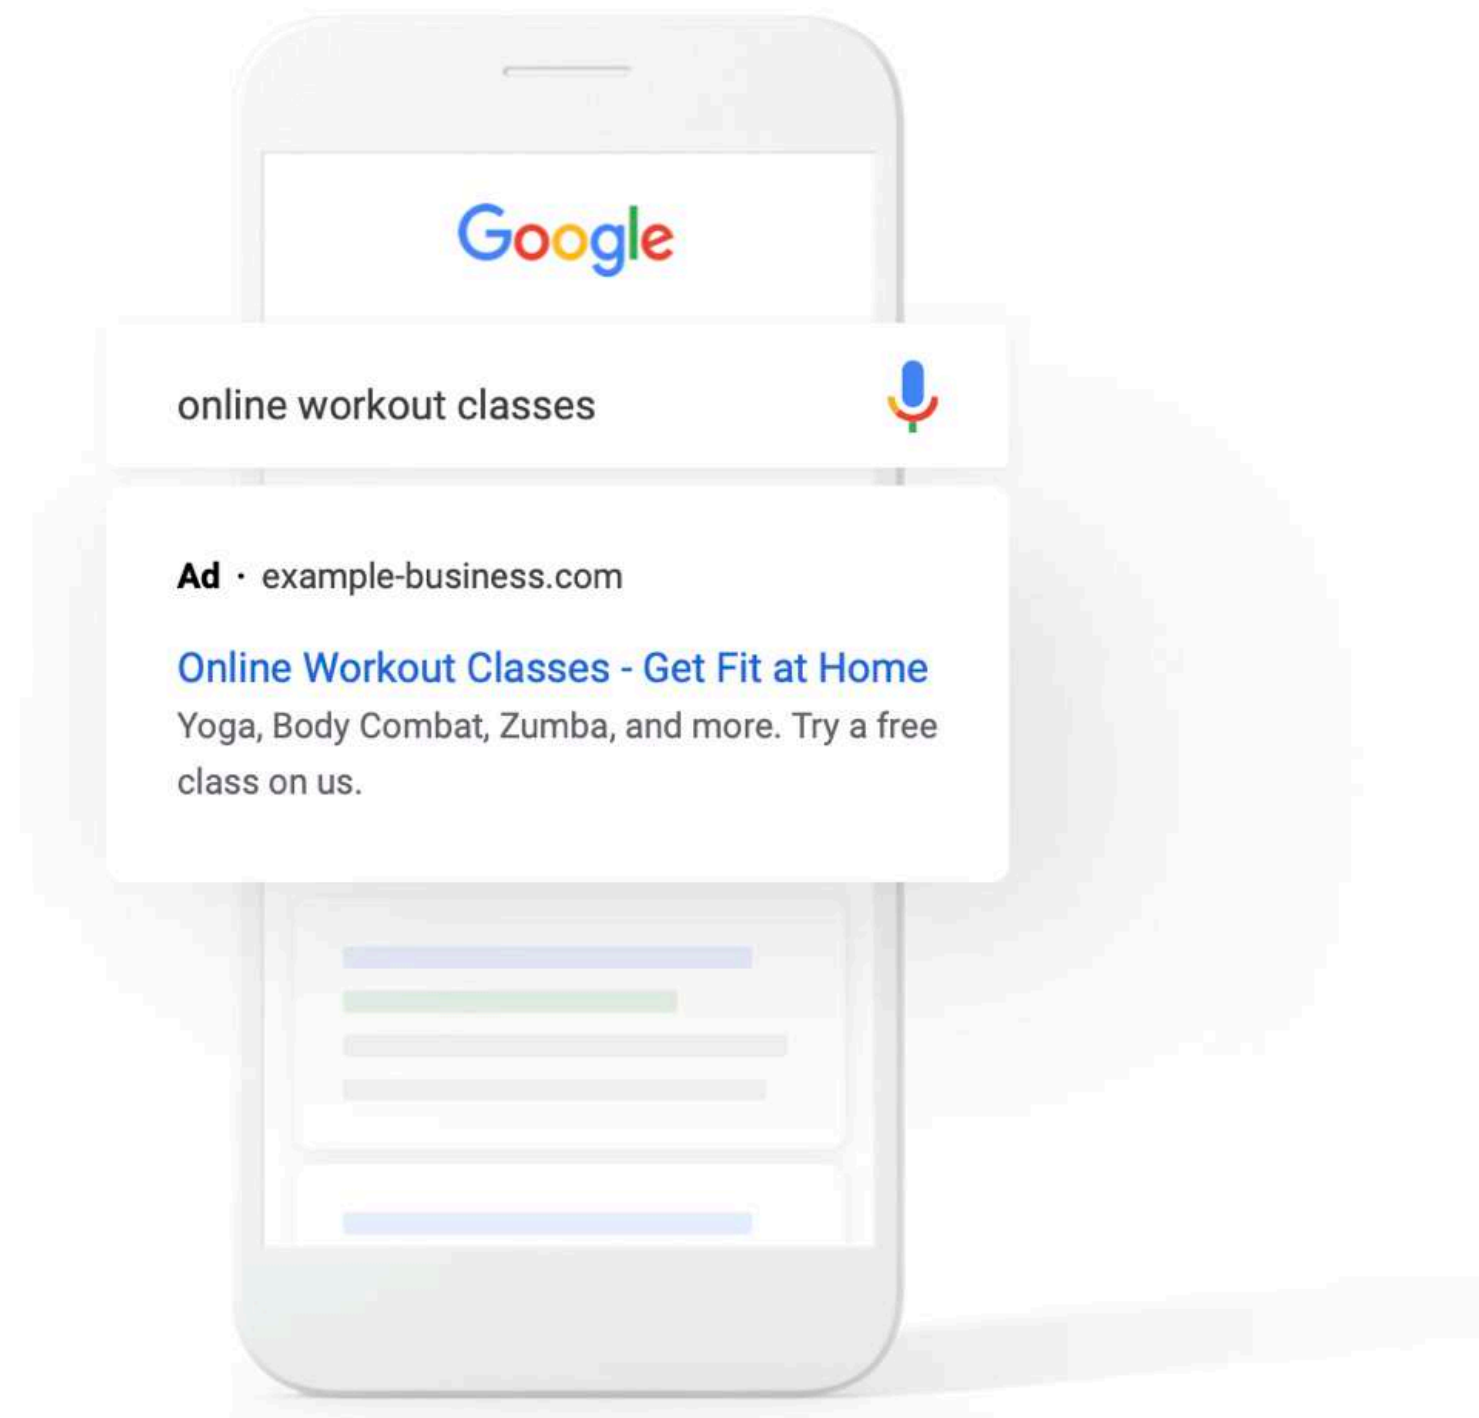 Google
online workout classes
Ad · example-business.com
Online Workout Classes - Get Fit at Home
Yoga, Body Combat, Zumba, and more. Try a free
class on us.